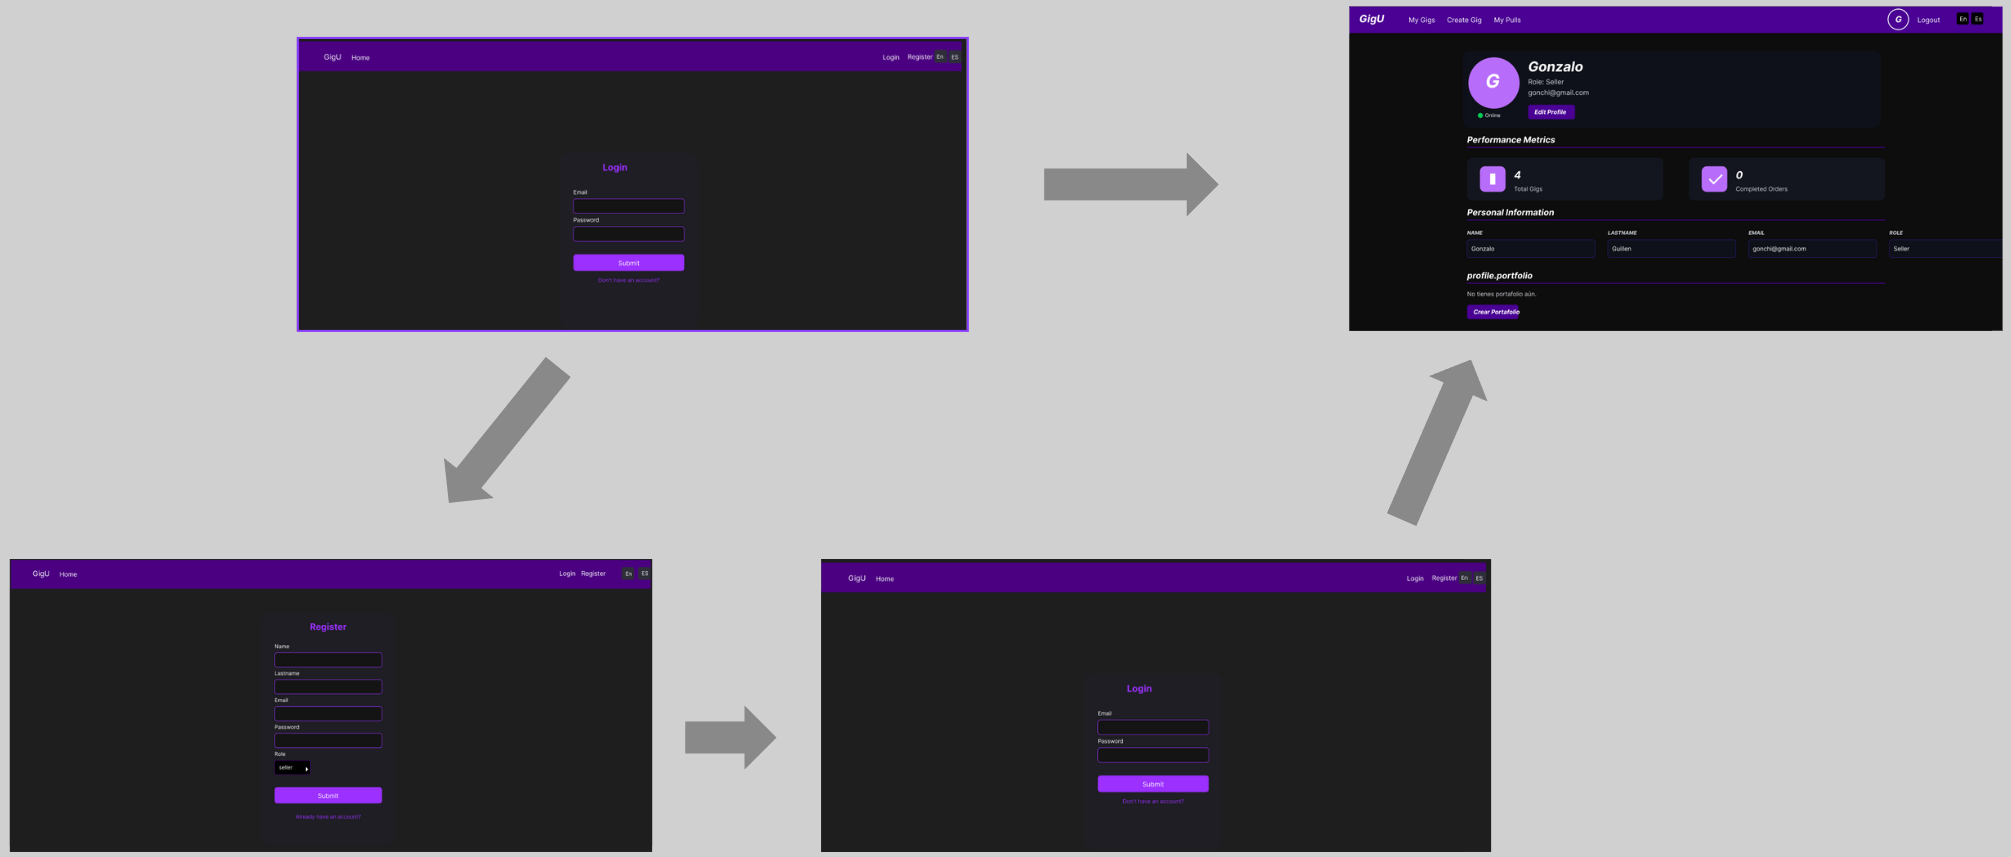 GigU Home Login Register En ES
Login
Email
Password
Submit
Don't have an account?
GigU My Gigs Create Gig My Pulls G Logout En Es
G
Gonzalo
Role: Seller
gonchi@gmail.com
Online
Edit Profile
Performance Metrics
4
Total Gigs
0
Completed Orders
Personal Information
NAME LASTNAME EMAIL ROLE
Gonzalo Guillen gonchi@gmail.com Seller
profile.portfolio
No tienes portafolio aún.
Crear Portafolio
GigU Home Login Register En ES
Register
Name
Lastname
Email
Password
Role
seller
Submit
Already have an account?
GigU Home Login Register En ES
Login
Email
Password
Submit
Don't have an account?